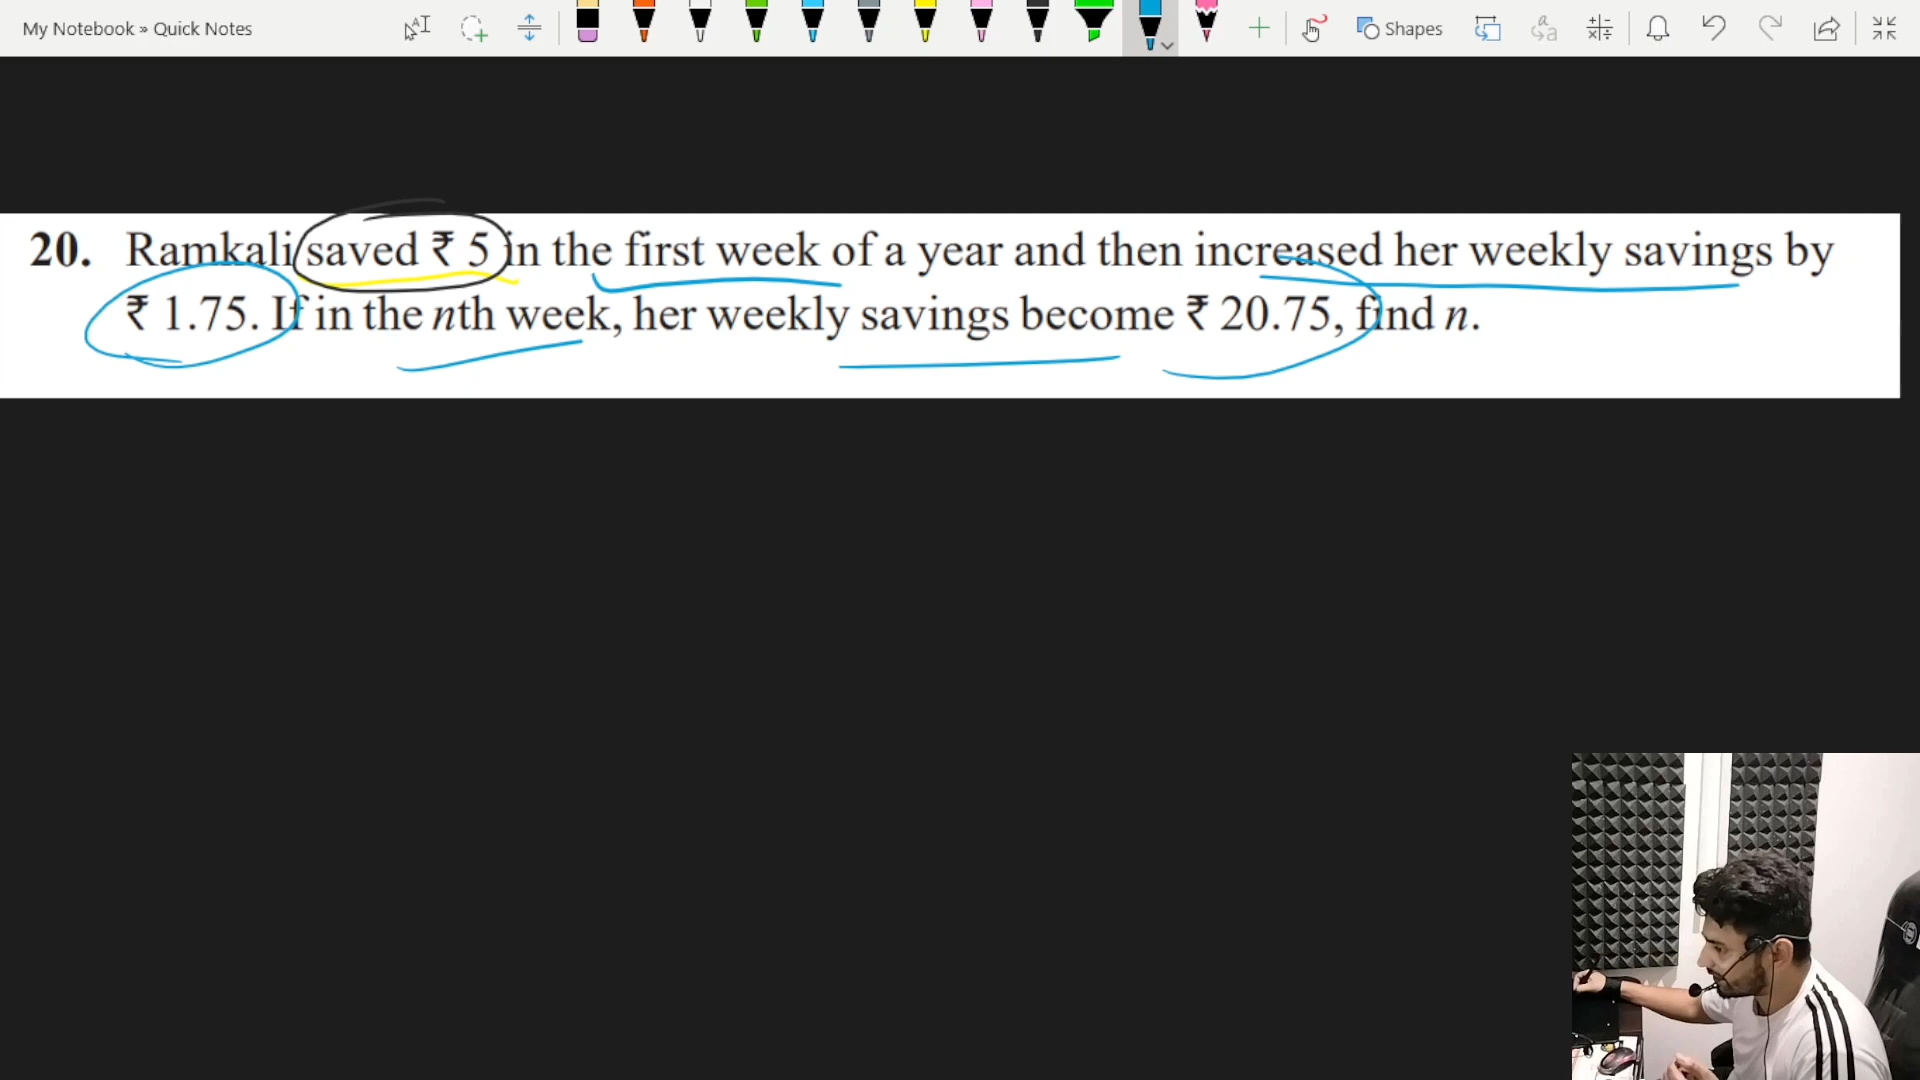 My Notebook » Quick Notes
Shapes
20. Ramkali saved ₹ 5 in the first week of a year and then increased her weekly savings by
₹ 1.75. If in the nth week, her weekly savings become ₹ 20.75, find n.